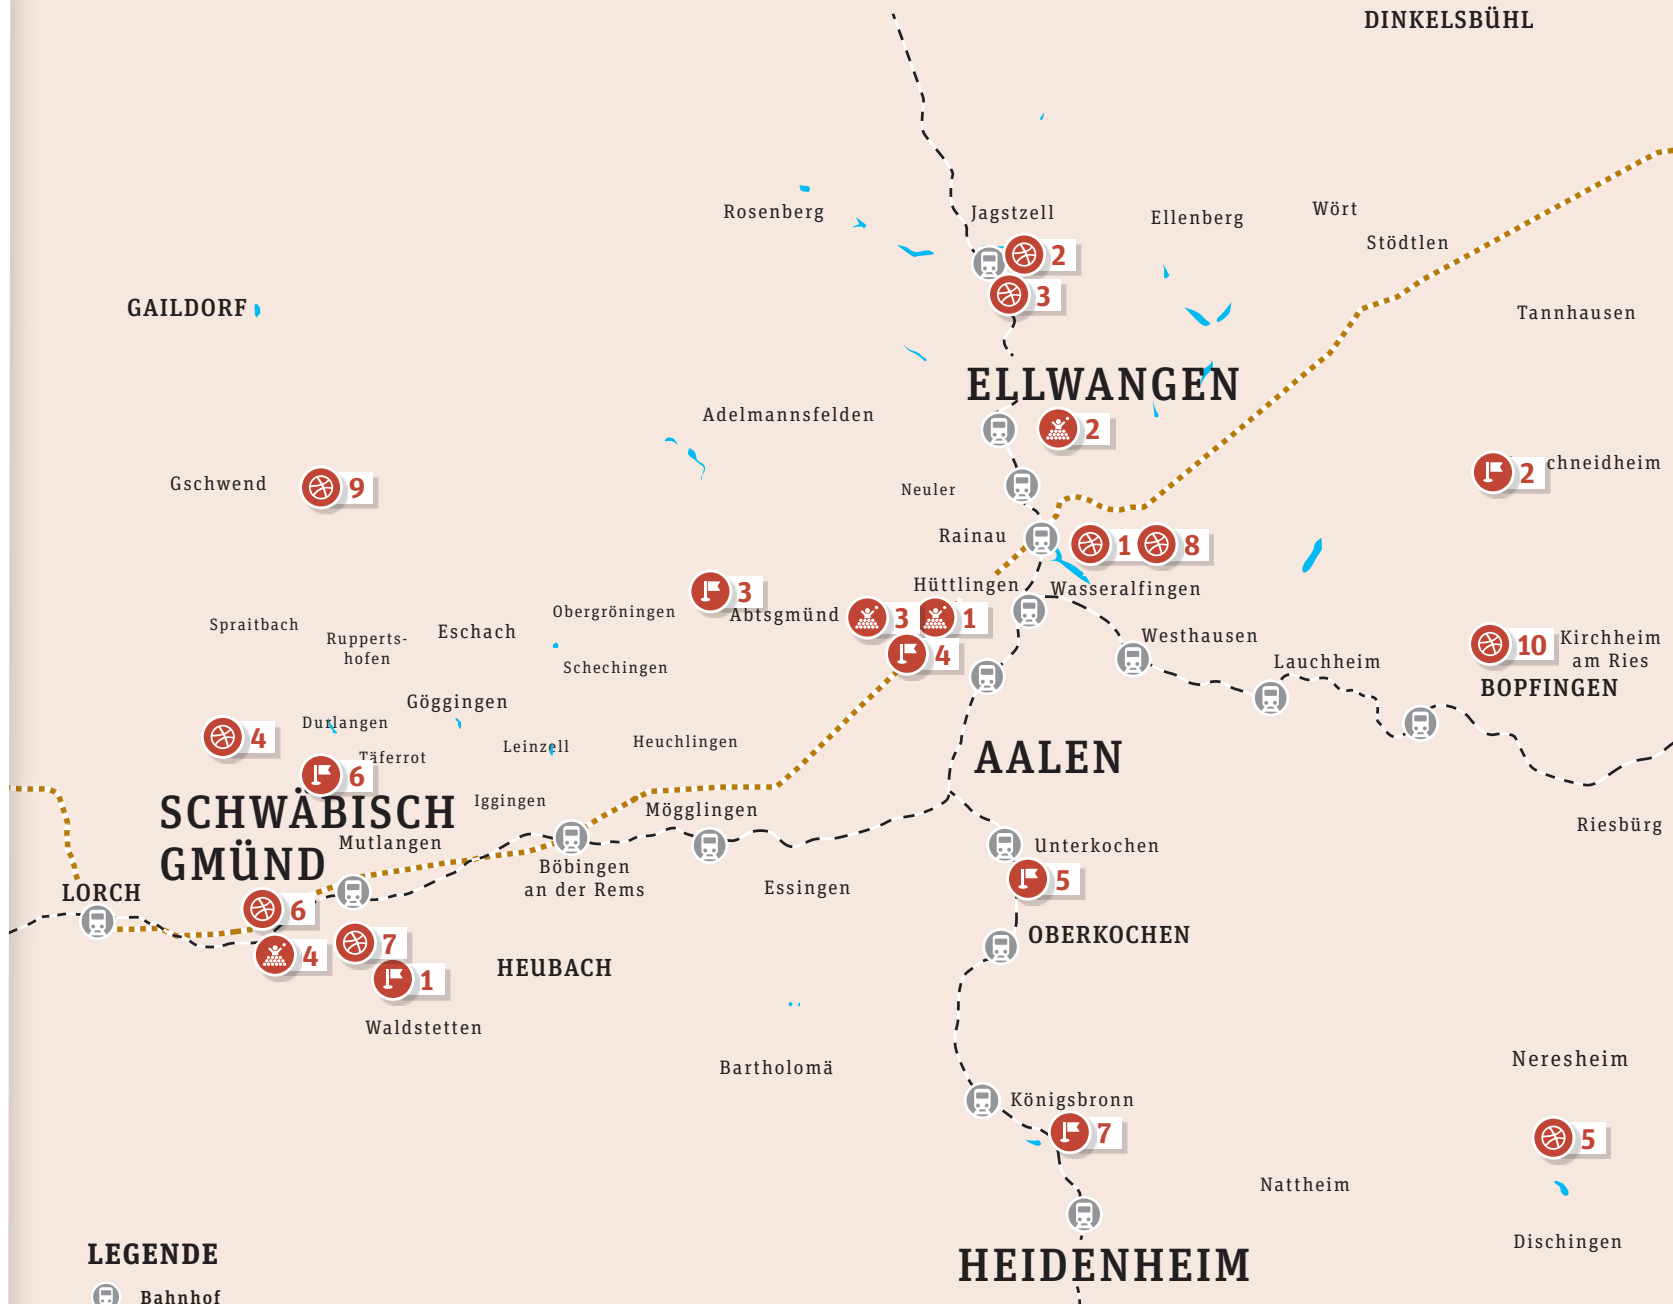 DINKELSBÜHL
Rosenberg
Jagstzell
Ellenberg
Wört
Stödtlen
2
3
GAILDORF
Tannhausen
ELLWANGEN
Adelmannsfelden
2
Gschwend
9
Neuler
2
chneidheim
Rainau
1
8
Hüttlingen
Wasseralfingen
3
Abtsgmünd
Obergröningen
3
1
Spraitbach
Rupperts-
hofen
Eschach
Schechingen
4
Westhausen
Lauchheim
10
Kirchheim
am Ries
BOPFINGEN
Göggingen
Durlangen
4
Täferrot
6
Leinzell
Heuchlingen
AALEN
SCHWÄBISCH
GMÜND
Iggingen
Mögglingen
Mutlangen
Riesbürg
Böbingen
an der Rems
Essingen
Unterkochen
5
LORCH
6
4
7
1
HEUBACH
OBERKOCHEN
Waldstetten
Bartholomä
Neresheim
Königsbronn
7
5
Nattheim
Dischingen
HEIDENHEIM
LEGENDE
Bahnhof